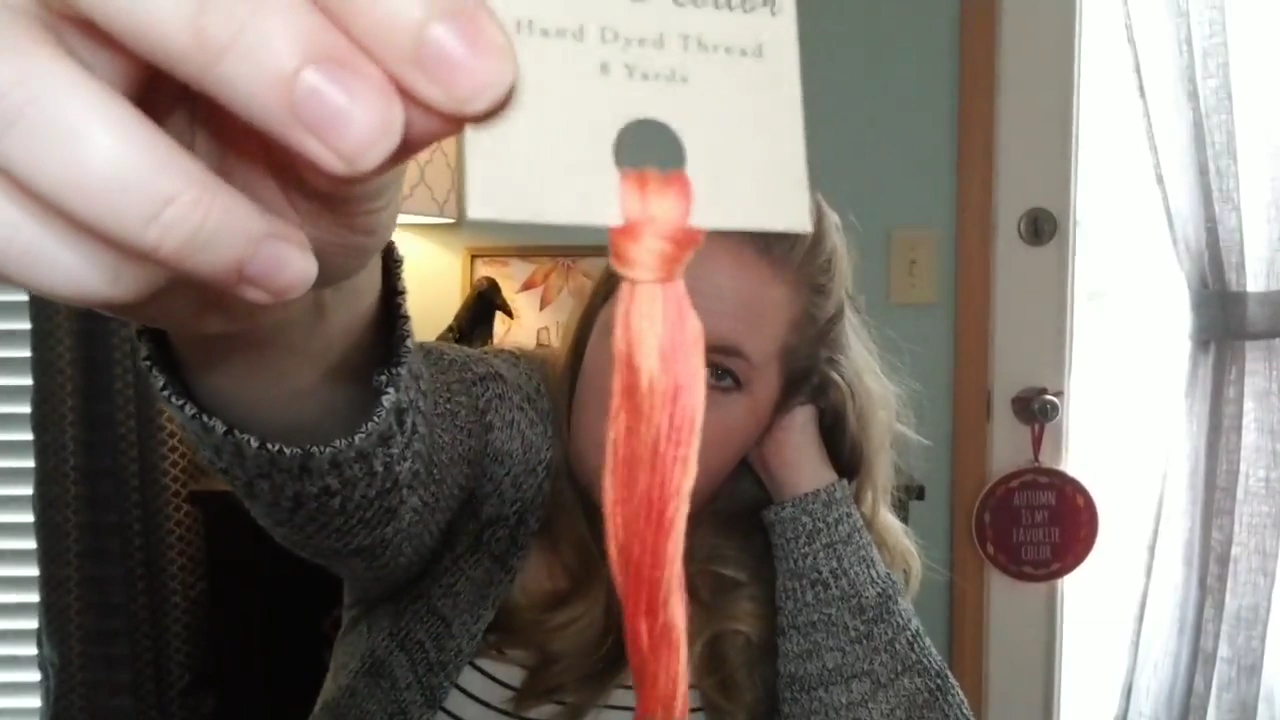 Hand Dyed Thread
8 Yards
AUTUMN
IS MY
FAVORITE
COLOR